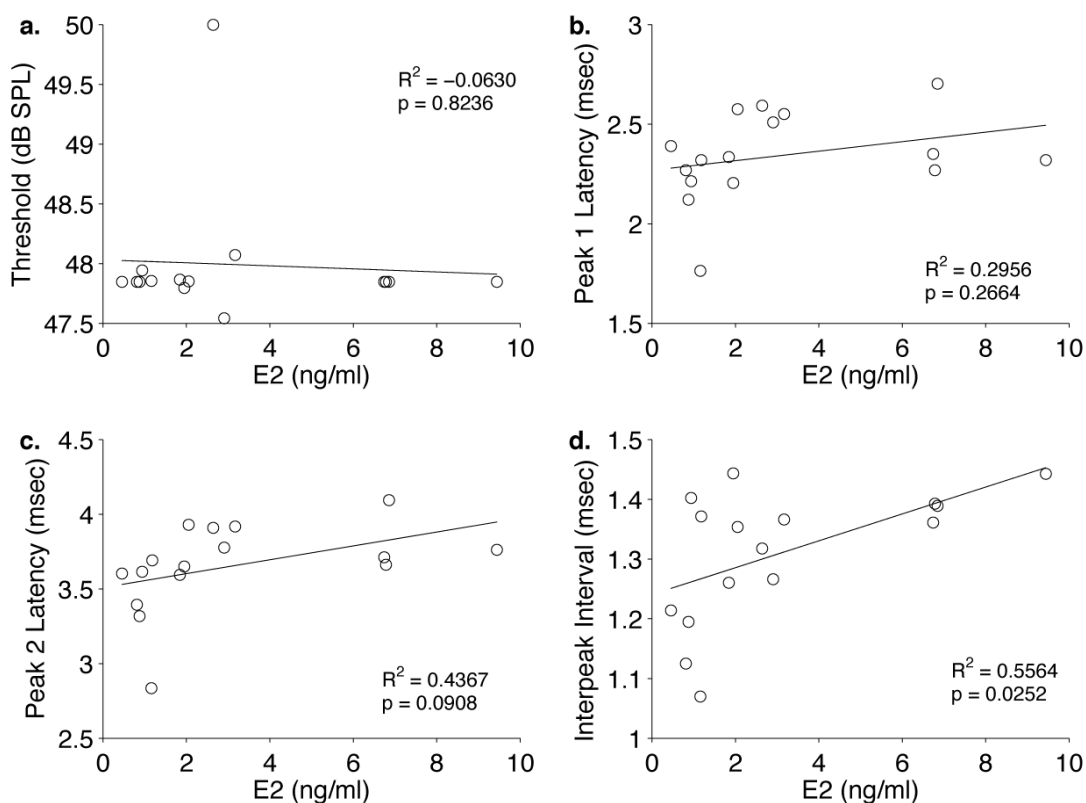 a.
Threshold (dB SPL)
50
49.5
49
48.5
48
47.5
0 2 4 6 8 10
E2 (ng/ml)
R² = −0.0630
p = 0.8236
b.
Peak 1 Latency (msec)
3
2.5
2
1.5
0 2 4 6 8 10
E2 (ng/ml)
R² = 0.2956
p = 0.2664
c.
Peak 2 Latency (msec)
4.5
4
3.5
3
2.5
0 2 4 6 8 10
E2 (ng/ml)
R² = 0.4367
p = 0.0908
d.
Interpeak Interval (msec)
1.5
1.4
1.3
1.2
1.1
1
0 2 4 6 8 10
E2 (ng/ml)
R² = 0.5564
p = 0.0252